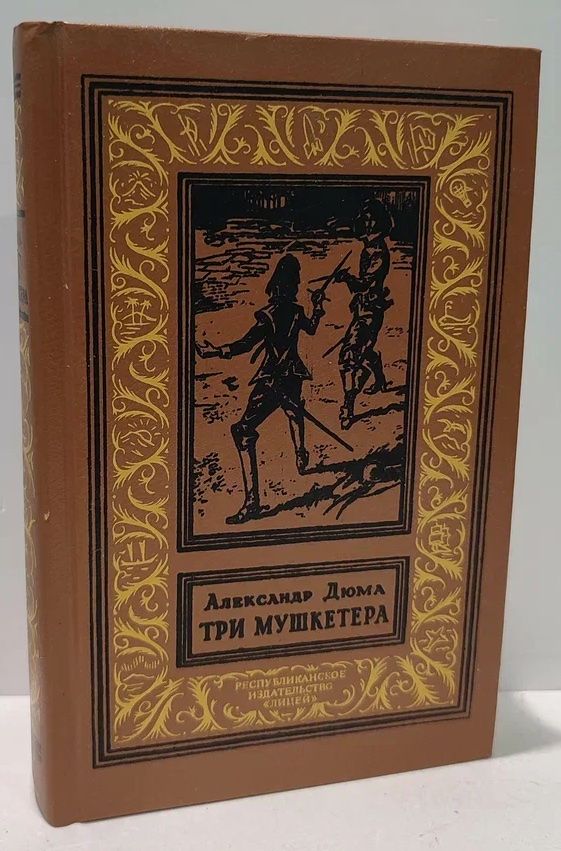 Александр Дюма
ТРИ МУШКЕТЕРА
РЕСПУБЛИКАНСКОЕ
ИЗДАТЕЛЬСТВО
«ЛИЦЕЙ»